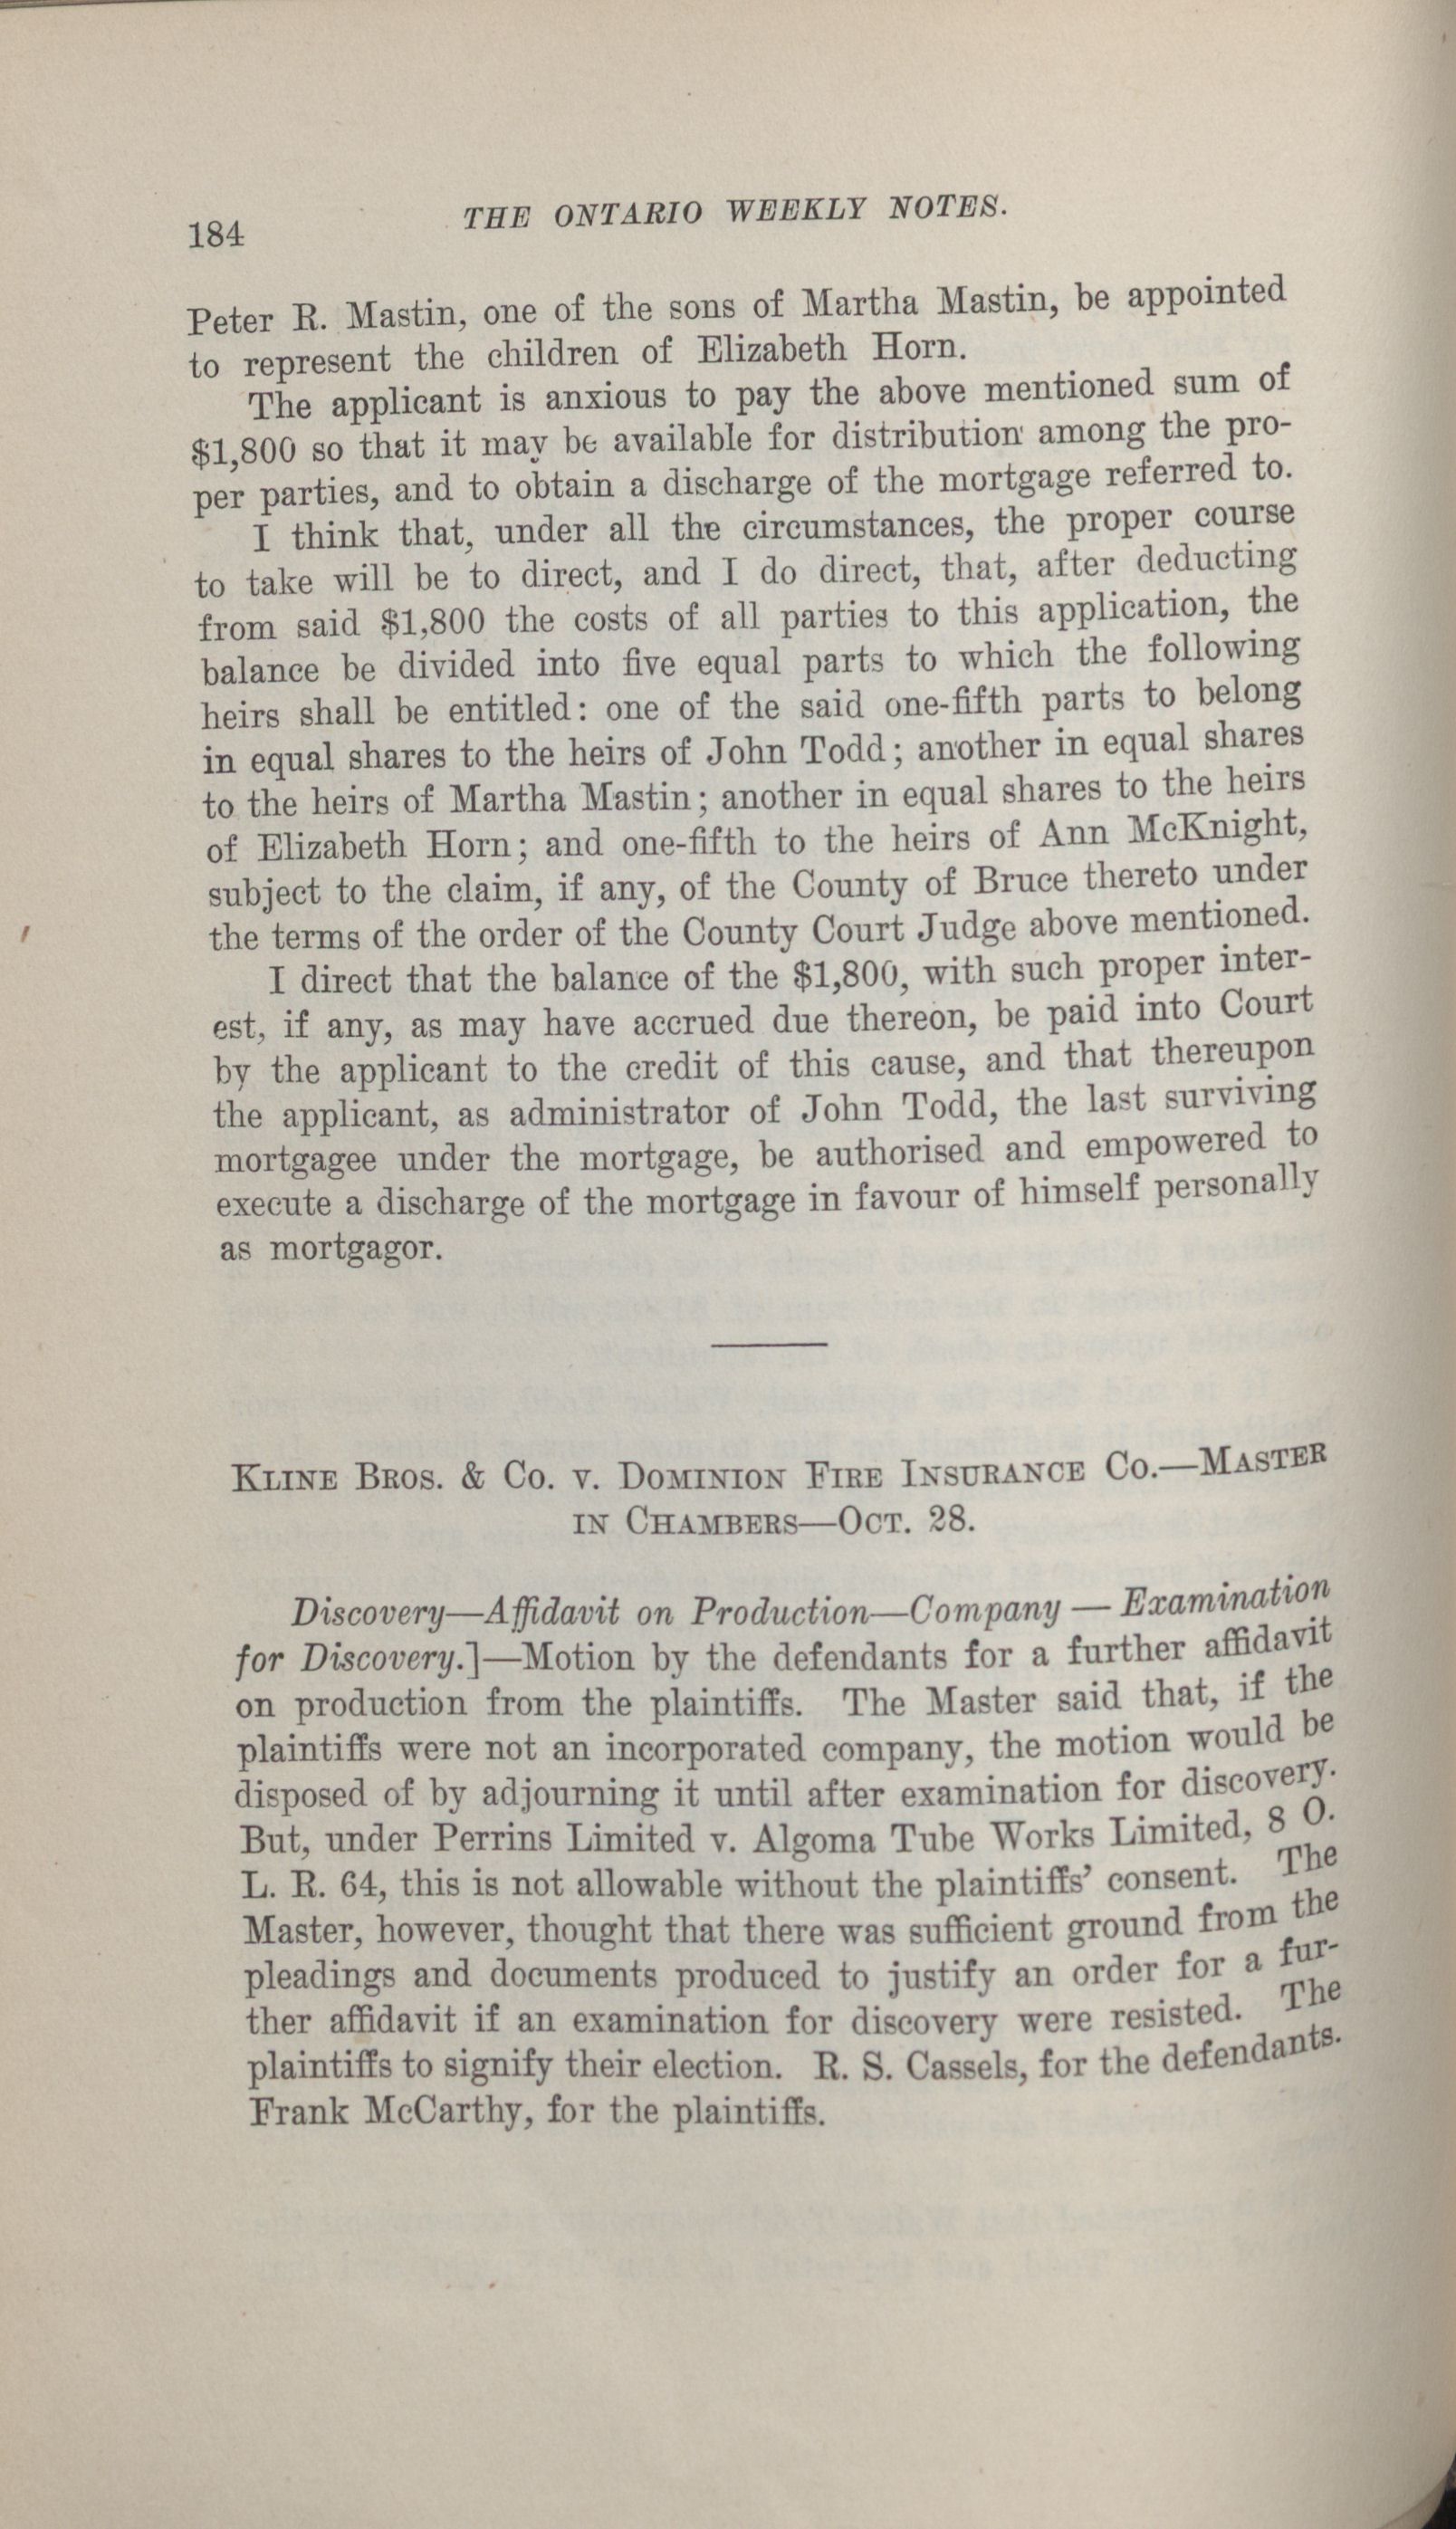 184
THE ONTARIO WEEKLY NOTES.
Peter R. Mastin, one of the sons of Martha Mastin, be appointed
to represent the children of Elizabeth Horn.
The applicant is anxious to pay the above mentioned sum of
$1,800 so that it may be available for distribution among the pro-
per parties, and to obtain a discharge of the mortgage referred to.
I think that, under all the circumstances, the proper course
to take will be to direct, and I do direct, that, after deducting
from said $1,800 the costs of all parties to this application, the
balance be divided into five equal parts to which the following
heirs shall be entitled: one of the said one-fifth parts to belong
in equal shares to the heirs of John Todd; another in equal shares
to the heirs of Martha Mastin; another in equal shares to the heirs
of Elizabeth Horn; and one-fifth to the heirs of Ann McKnight,
subject to the claim, if any, of the County of Bruce thereto under
the terms of the order of the County Court Judge above mentioned.
I direct that the balance of the $1,800, with such proper inter-
est, if any, as may have accrued due thereon, be paid into Court
by the applicant to the credit of this cause, and that thereupon
the applicant, as administrator of John Todd, the last surviving
mortgagee under the mortgage, be authorised and empowered to
execute a discharge of the mortgage in favour of himself personally
as mortgagor.
KLINE BROS. & CO. V. DOMINION FIRE INSURANCE CO.—MASTER
IN CHAMBERS—OCT. 28.
Discovery—Affidavit on Production—Company — Examination
for Discovery.]—Motion by the defendants for a further affidavit
on production from the plaintiffs. The Master said that, if the
plaintiffs were not an incorporated company, the motion would be
disposed of by adjourning it until after examination for discovery.
But, under Perrins Limited v. Algoma Tube Works Limited, 8 O.
L. R. 64, this is not allowable without the plaintiffs' consent. The
Master, however, thought that there was sufficient ground from the
pleadings and documents produced to justify an order for a fur-
ther affidavit if an examination for discovery were resisted. The
plaintiffs to signify their election. R. S. Cassels, for the defendants.
Frank McCarthy, for the plaintiffs.